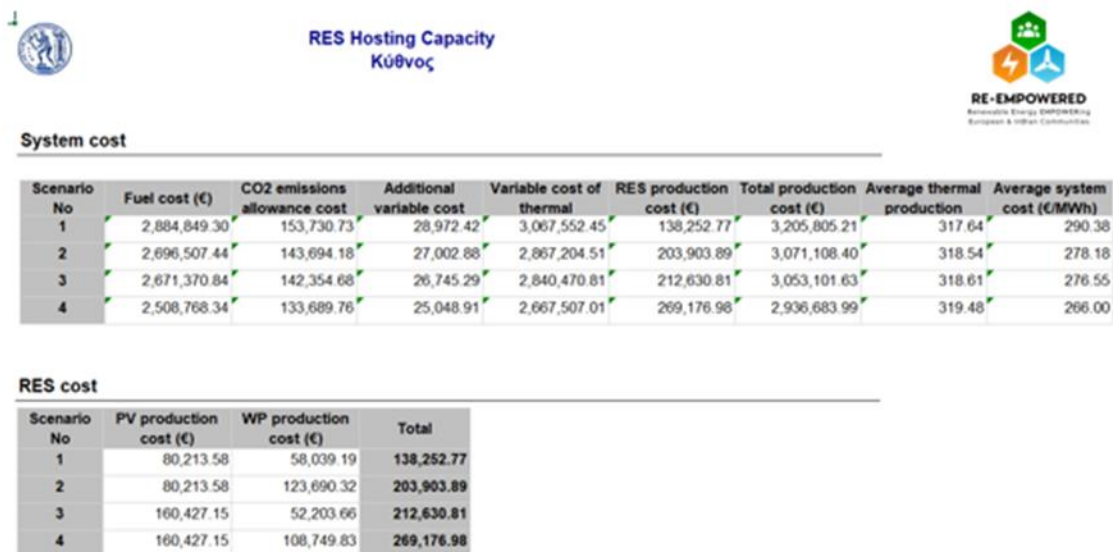 RES Hosting Capacity
Κύθνος
RE-EMPOWERED
Renewable Energy EMPOWERing
European & Indian Communities
System cost
Scenario No Fuel cost (€) CO2 emissions allowance cost Additional variable cost Variable cost of thermal RES production cost (€) Total production cost (€) Average thermal production Average system cost (€/MWh)
1 2,884,849.30 153,730.73 28,972.42 3,067,552.45 138,252.77 3,205,805.21 317.64 290.38
2 2,696,507.44 143,694.18 27,002.88 2,867,204.51 203,903.89 3,071,108.40 318.54 278.18
3 2,671,370.84 142,354.68 26,745.29 2,840,470.81 212,630.81 3,053,101.63 318.61 276.55
4 2,508,768.34 133,689.76 25,048.91 2,667,507.01 269,176.98 2,936,683.99 319.48 266.00
RES cost
Scenario No PV production cost (€) WP production cost (€) Total
1 80,213.58 58,039.19 138,252.77
2 80,213.58 123,690.32 203,903.89
3 160,427.15 52,203.66 212,630.81
4 160,427.15 108,749.83 269,176.98